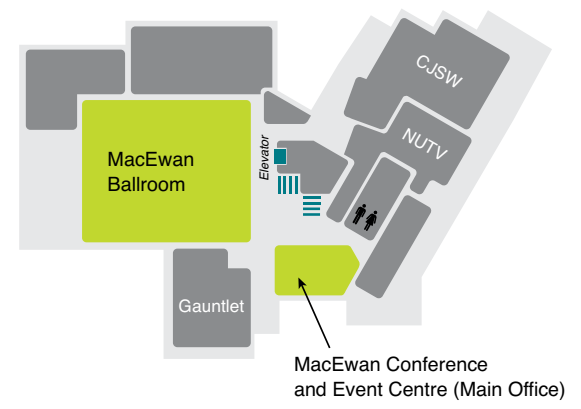 CJSW
NUTV
Elevator
MacEwan
Ballroom
Gauntlet
MacEwan Conference
and Event Centre (Main Office)